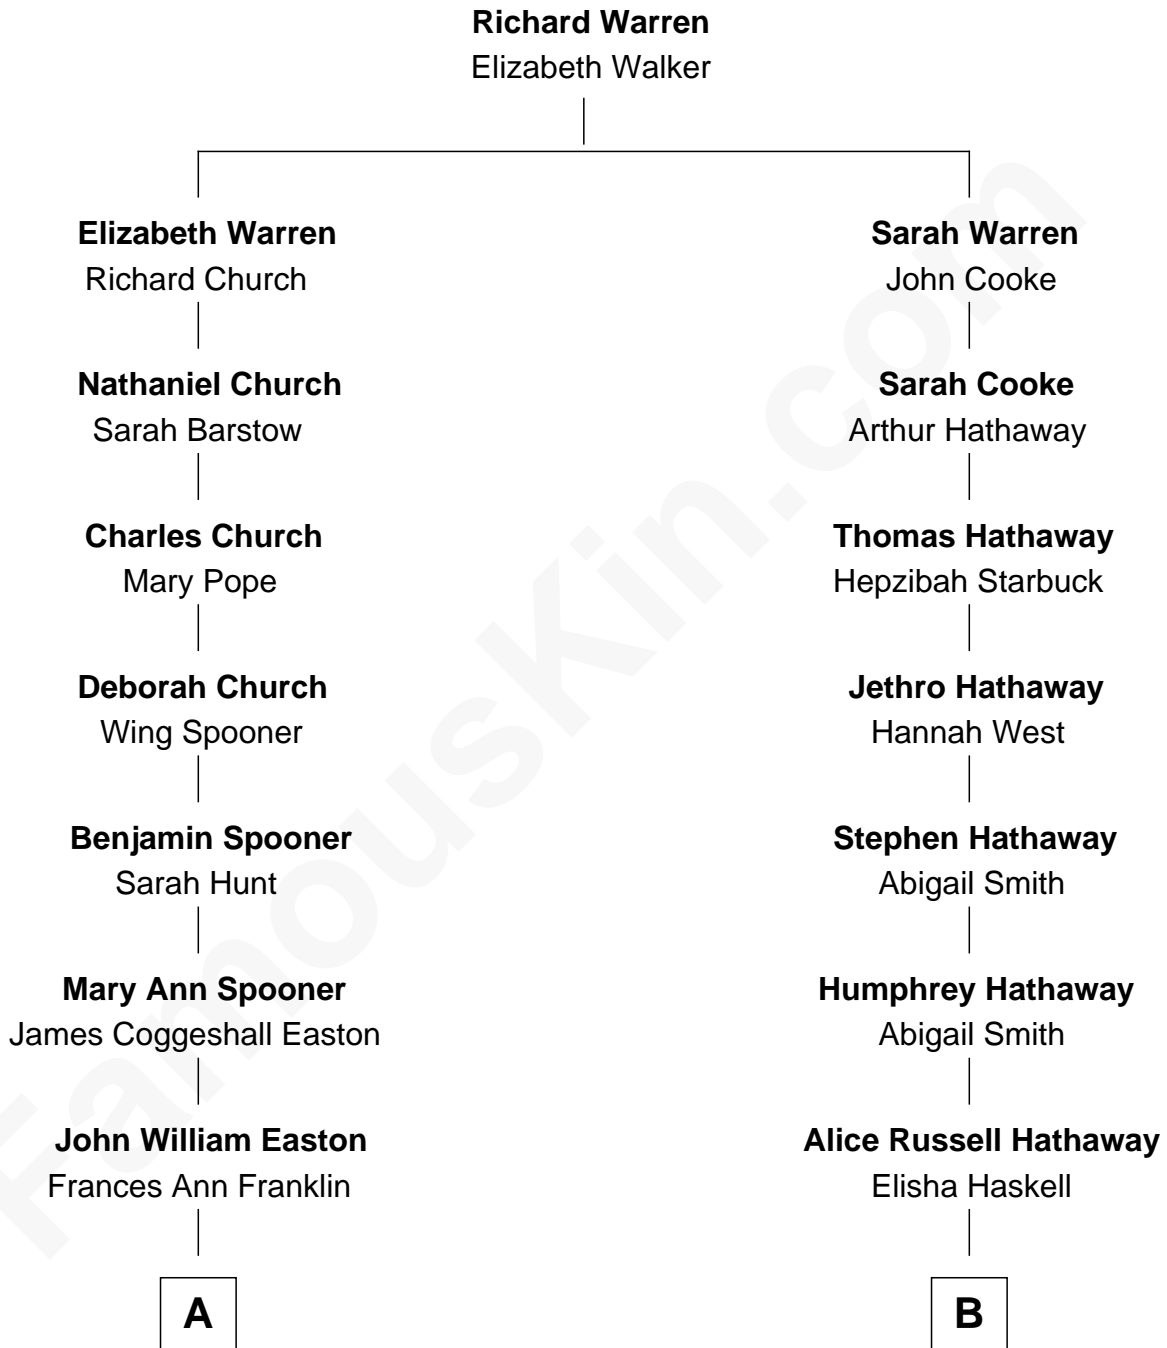 Richard Warren
Elizabeth Walker
Elizabeth Warren
Richard Church
Sarah Warren
John Cooke
Nathaniel Church
Sarah Barstow
Sarah Cooke
Arthur Hathaway
Charles Church
Mary Pope
Thomas Hathaway
Hepzibah Starbuck
Deborah Church
Wing Spooner
Jethro Hathaway
Hannah West
Benjamin Spooner
Sarah Hunt
Stephen Hathaway
Abigail Smith
Mary Ann Spooner
James Coggeshall Easton
Humphrey Hathaway
Abigail Smith
John William Easton
Frances Ann Franklin
Alice Russell Hathaway
Elisha Haskell
A
B
FamousKin.com